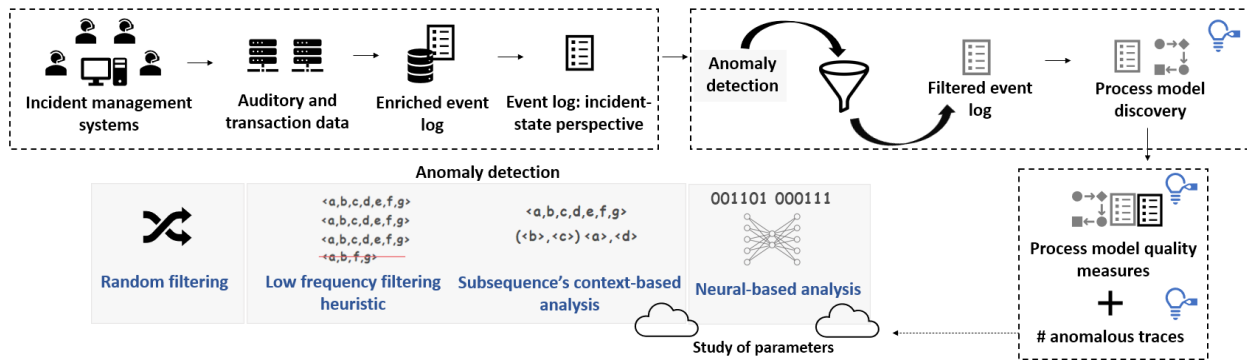 Incident management
systems
Auditory and
transaction data
Enriched event
log
Event log: incident-
state perspective
Anomaly
detection
Filtered event
log
Process model
discovery
Anomaly detection
Random filtering
<a,b,c,d,e,f,g>
<a,b,c,d,e,f,g>
<a,b,c,d,e,f,g>
<a,b,f,g>
Low frequency filtering
heuristic
<a,b,c,d,e,f,g>
(<b>,<c>) <a>,<d>
Subsequence's context-based
analysis
001101 000111
Neural-based analysis
Study of parameters
Process model quality
measures
+
# anomalous traces